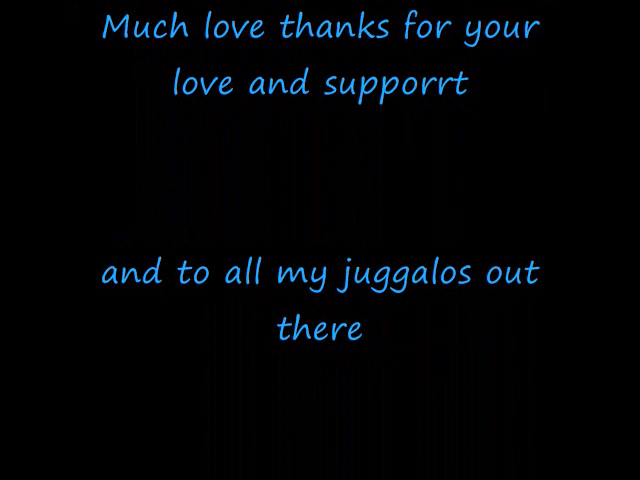 Much love thanks for your
love and supporrt
and to all my juggalos out
there